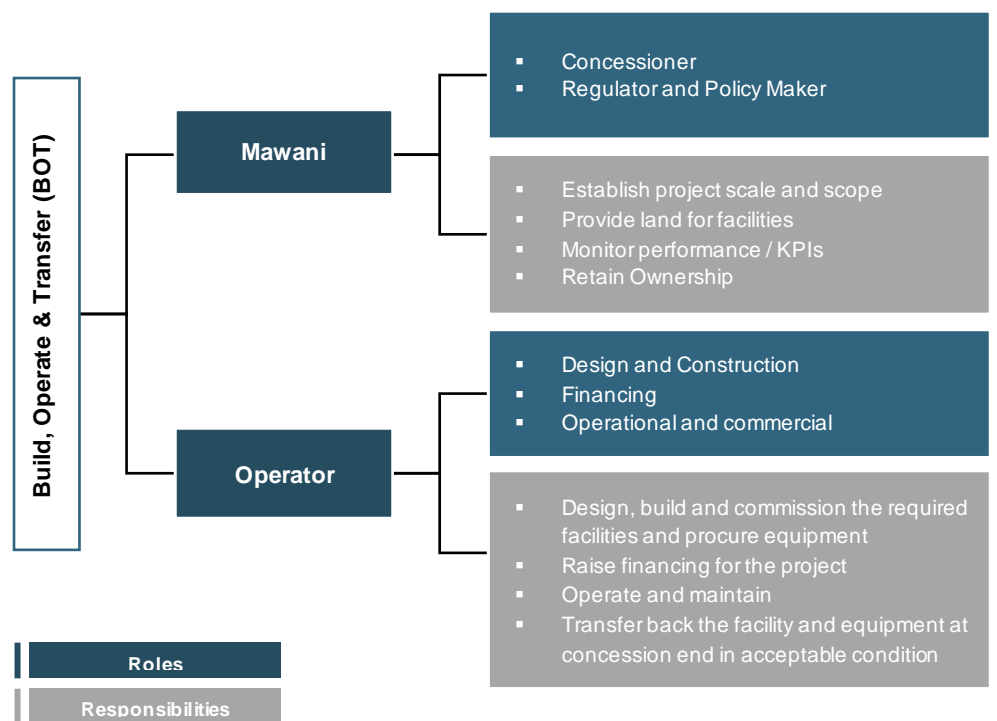 Build, Operate & Transfer (BOT)
Mawani
▪ Concessioner
▪ Regulator and Policy Maker
▪ Establish project scale and scope
▪ Provide land for facilities
▪ Monitor performance / KPIs
▪ Retain Ownership
Operator
▪ Design and Construction
▪ Financing
▪ Operational and commercial
▪ Design, build and commission the required
facilities and procure equipment
▪ Raise financing for the project
▪ Operate and maintain
▪ Transfer back the facility and equipment at
concession end in acceptable condition
Roles
Responsibilities